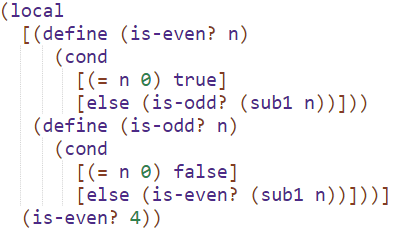 (local
  [(define (is-even? n)
     (cond
       [(= n 0) true]
       [else (is-odd? (sub1 n))]))
   (define (is-odd? n)
     (cond
       [(= n 0) false]
       [else (is-even? (sub1 n))]))]
  (is-even? 4))